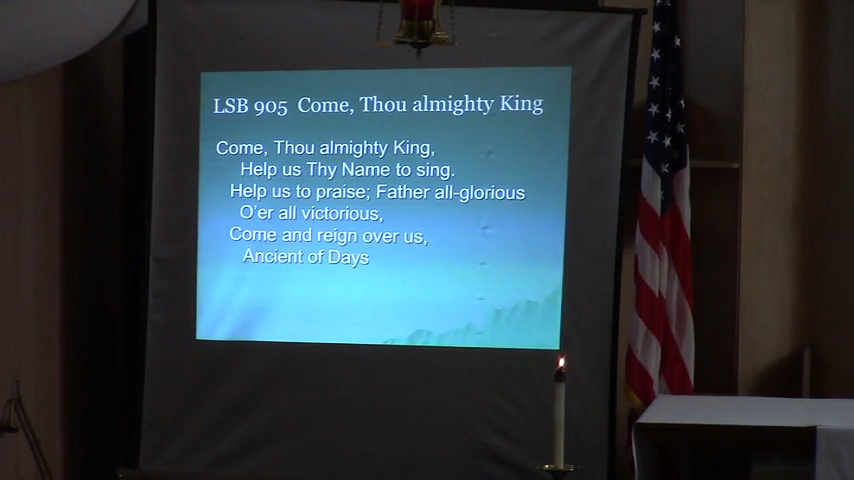 LSB 905 Come, Thou almighty King
Come, Thou almighty King,
Help us Thy Name to sing.
Help us to praise; Father all-glorious
O'er all victorious,
Come and reign over us,
Ancient of Days